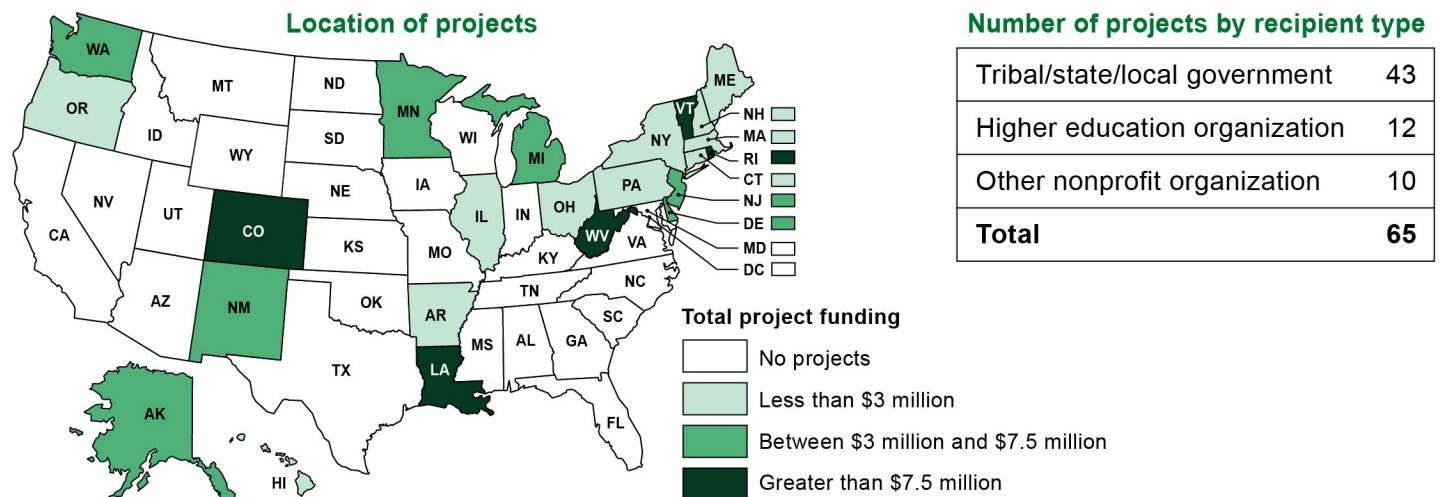 Location of projects
WA
MT
ND
MN
ME
OR
ID
SD
WI
MI
NY
VT
NH
MA
RI
CT
NJ
DE
MD
DC
WY
NE
IA
IL
IN
OH
PA
NV
UT
CO
KS
MO
KY
WV
VA
CA
AZ
NM
OK
AR
TN
NC
SC
TX
LA
MS
AL
GA
FL
AK
HI
Number of projects by recipient type
Tribal/state/local government 43
Higher education organization 12
Other nonprofit organization 10
Total 65
Total project funding
No projects
Less than $3 million
Between $3 million and $7.5 million
Greater than $7.5 million